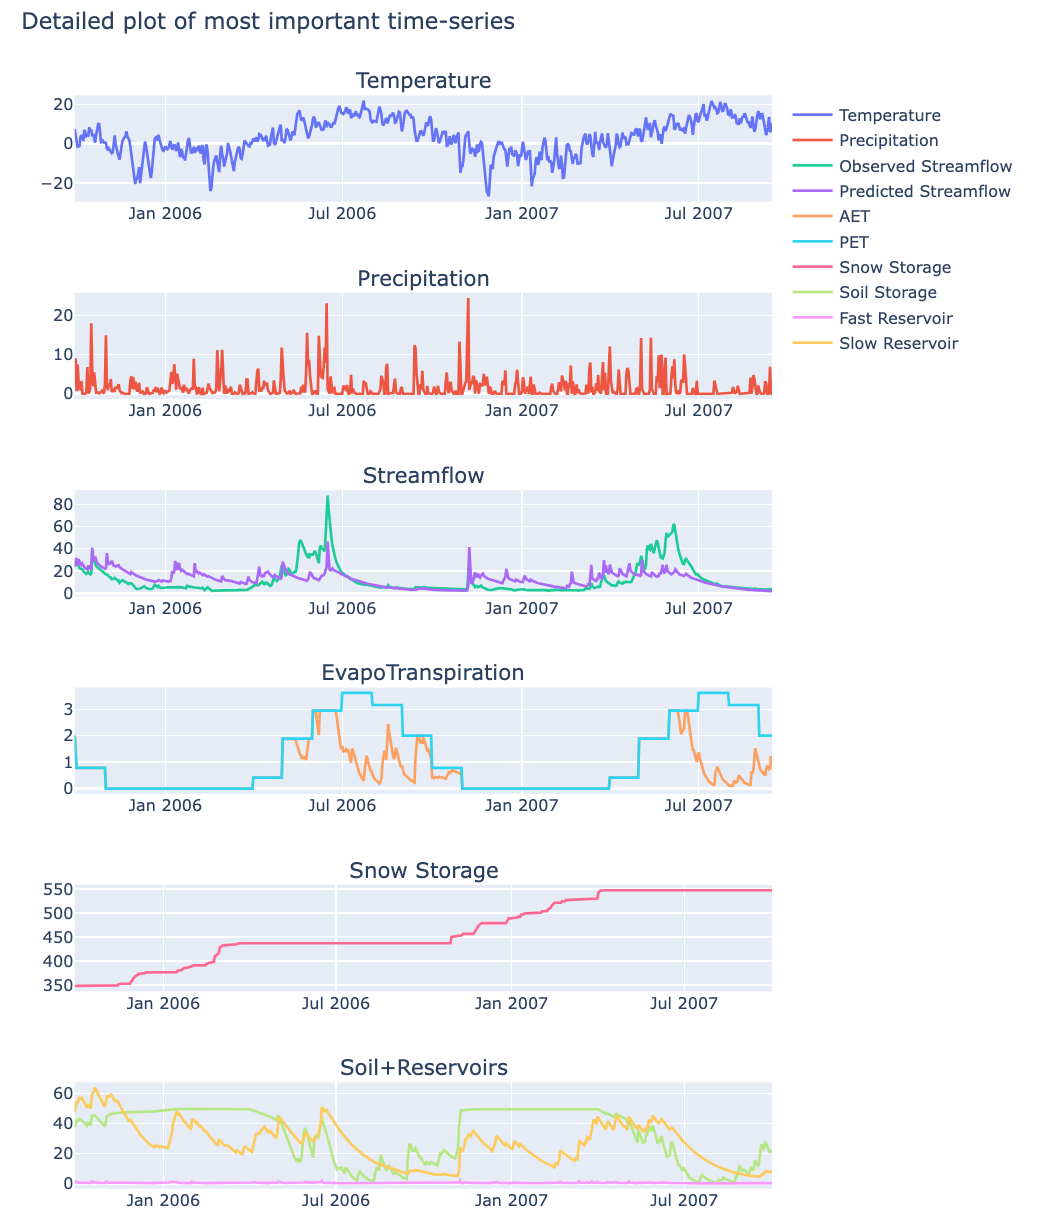 Detailed plot of most important time-series
Temperature
20
0
−20
Jan 2006 Jul 2006 Jan 2007 Jul 2007
Temperature
Precipitation
Observed Streamflow
Predicted Streamflow
AET
PET
Snow Storage
Soil Storage
Fast Reservoir
Slow Reservoir
Precipitation
20
10
0
Jan 2006 Jul 2006 Jan 2007 Jul 2007
Streamflow
80
60
40
20
0
Jan 2006 Jul 2006 Jan 2007 Jul 2007
EvapoTranspiration
3
2
1
0
Jan 2006 Jul 2006 Jan 2007 Jul 2007
Snow Storage
550
500
450
400
350
Jan 2006 Jul 2006 Jan 2007 Jul 2007
Soil+Reservoirs
60
40
20
0
Jan 2006 Jul 2006 Jan 2007 Jul 2007